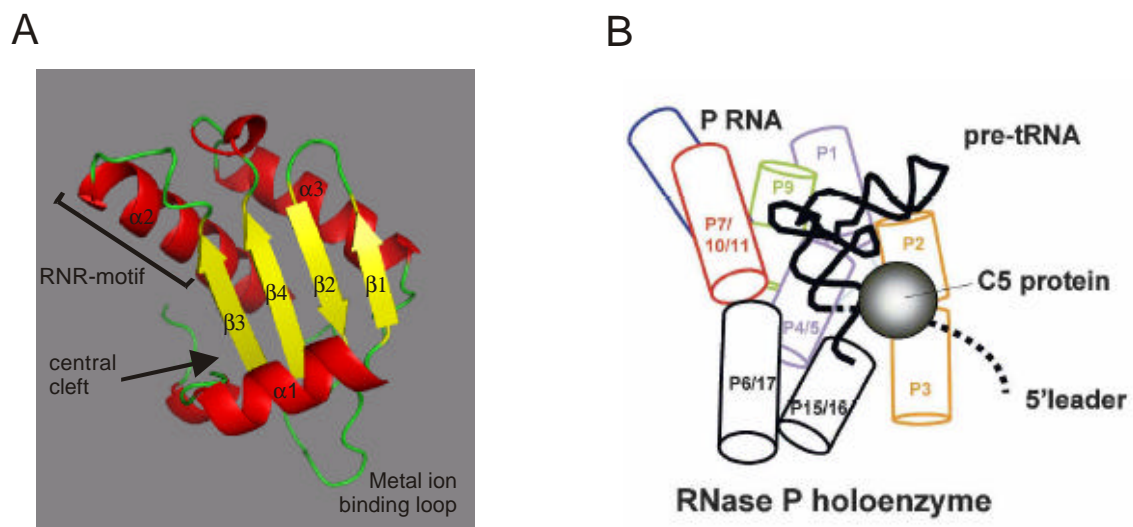 A
α2
α3
α1
RNR-motif
β3
β4
β2
β1
central
cleft
Metal ion
binding loop
B
P RNA
pre-tRNA
P1
P9
P7/
10/11
P2
C5 protein
P4/5
P6/17
P15/16
P3
5'leader
RNase P holoenzyme